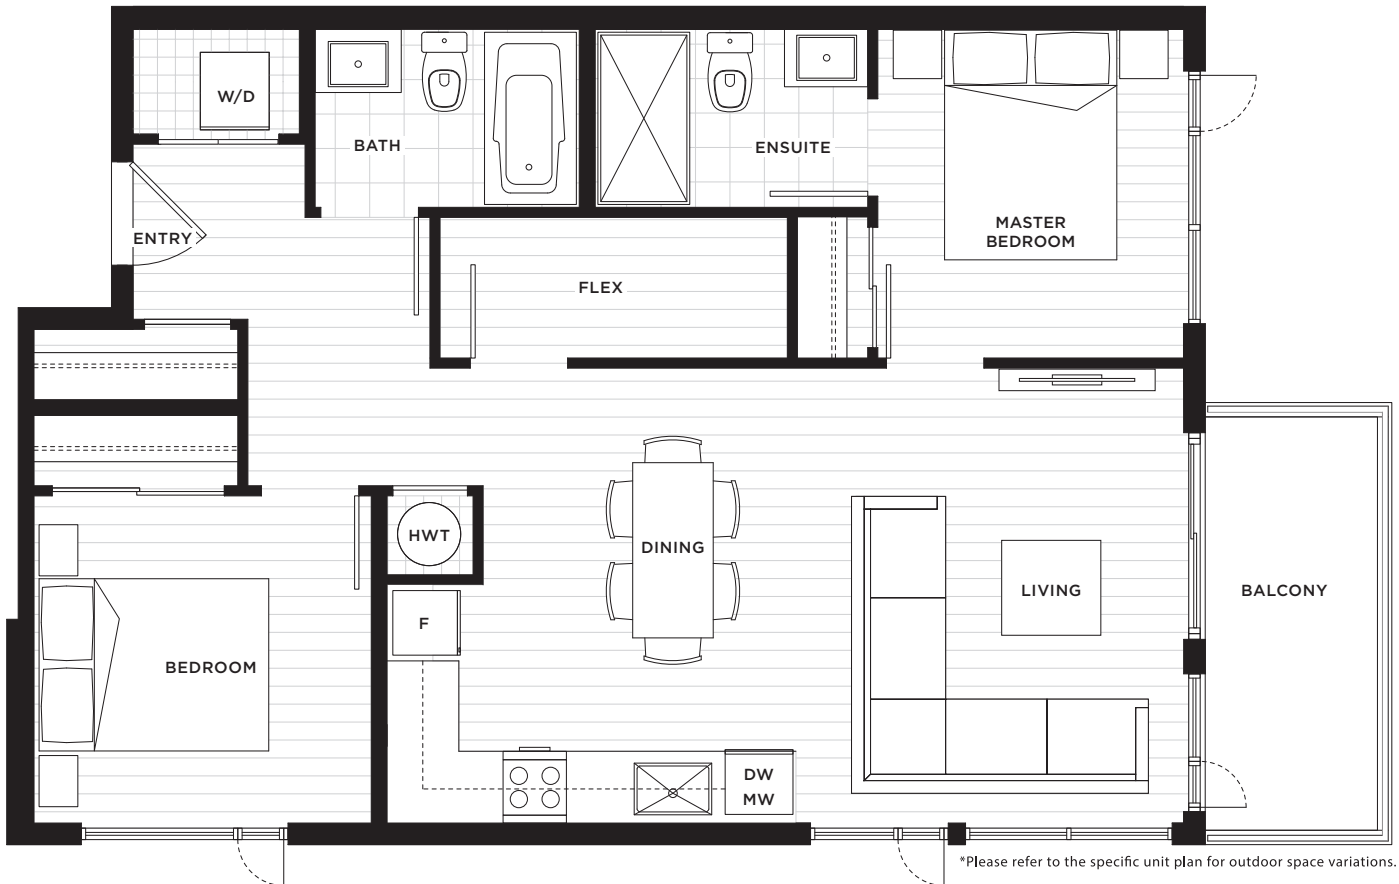 W/D
BATH
ENSUITE
ENTRY
MASTER
BEDROOM
FLEX
HWT
DINING
LIVING
BALCONY
F
BEDROOM
DW
MW
*Please refer to the specific unit plan for outdoor space variations.